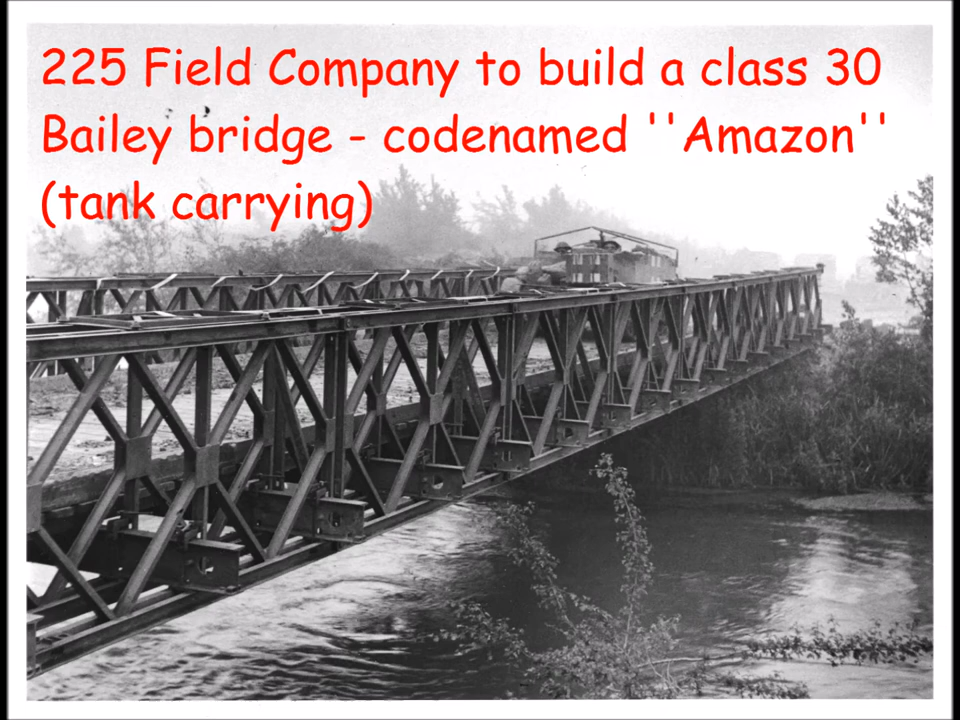 225 Field Company to build a class 30
Bailey bridge - codenamed ''Amazon''
(tank carrying)